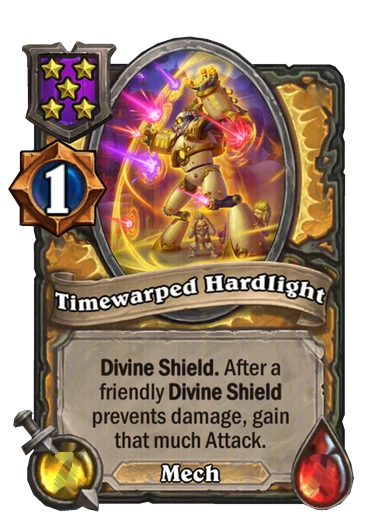 1
Timewarped Hardlight
Divine Shield. After a
friendly Divine Shield
prevents damage, gain
that much Attack.
Mech